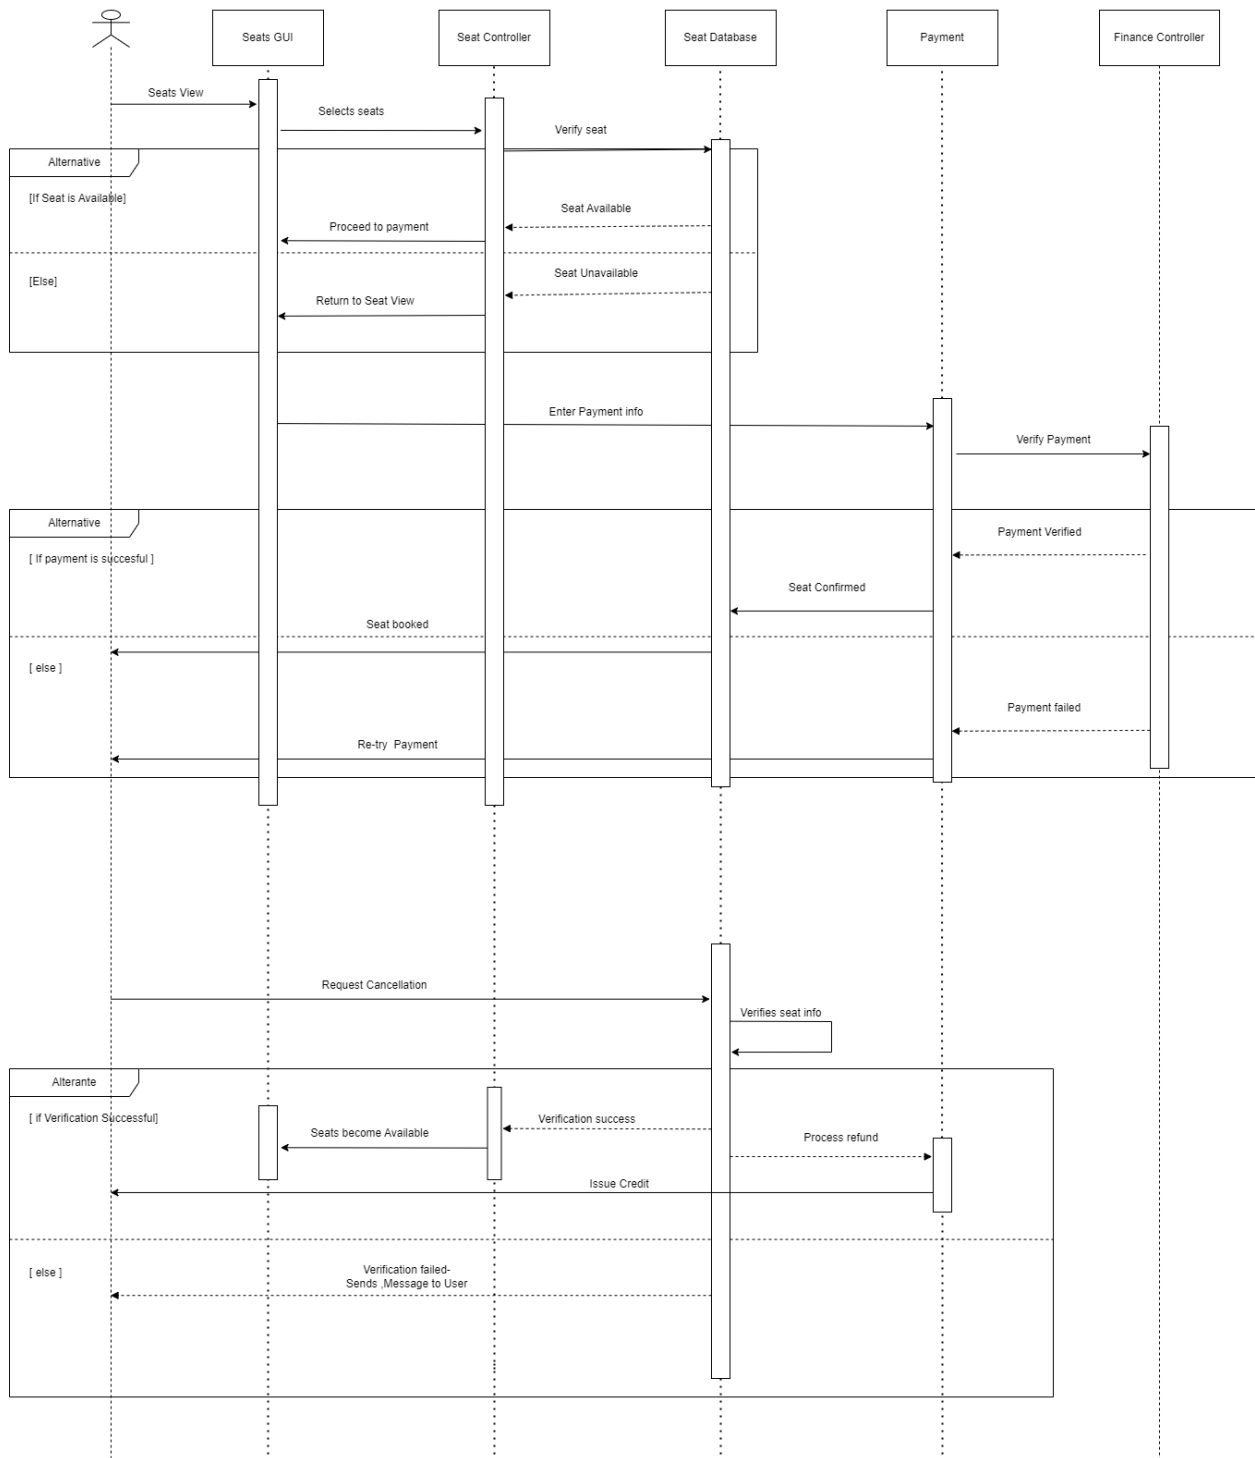 Seats GUI
Seat Controller
Seat Database
Payment
Finance Controller
Seats View
Selects seats
Verify seat
Alternative
[If Seat is Available]
Seat Available
Proceed to payment
[Else]
Seat Unavailable
Return to Seat View
Enter Payment info
Verify Payment
Alternative
Payment Verified
[ If payment is succesful ]
Seat Confirmed
Seat booked
[ else ]
Payment failed
Re-try Payment
Request Cancellation
Verifies seat info
Alterante
[ if Verification Successful]
Verification success
Seats become Available
Process refund
Issue Credit
[ else ]
Verification failed-
Sends ,Message to User